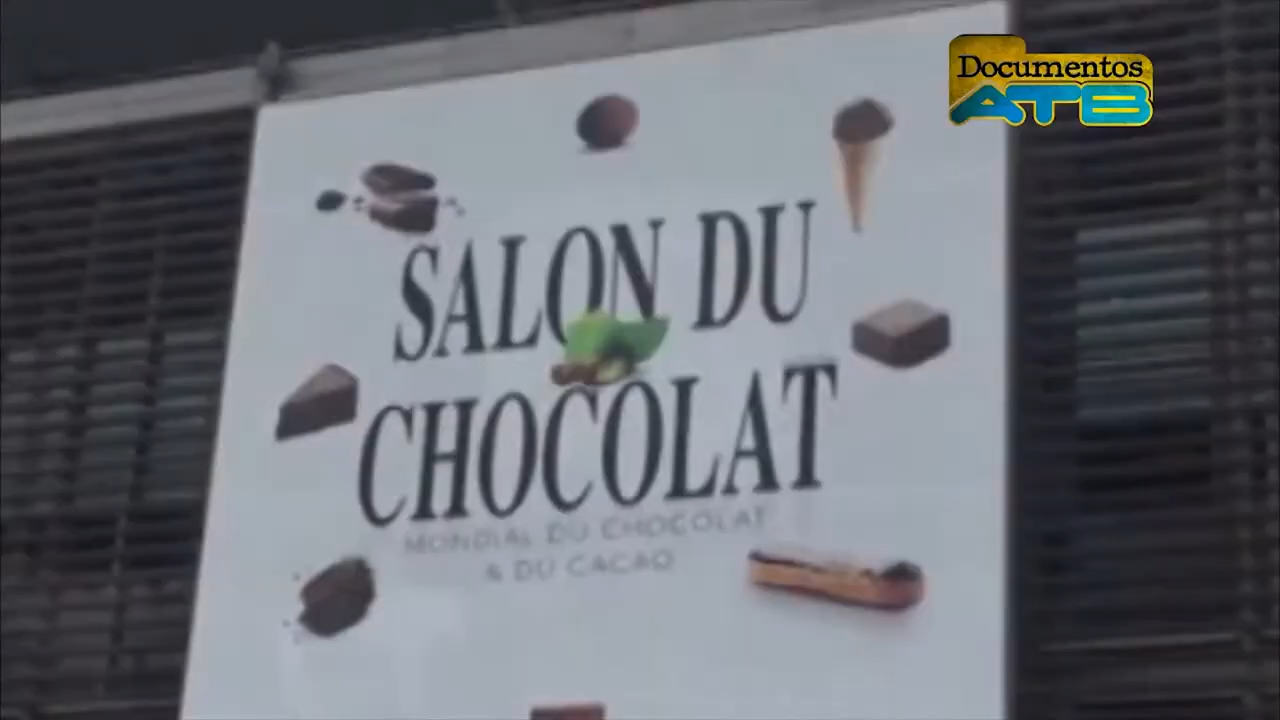 Documentos
ATB
SALON DU
CHOCOLAT
MONDIAL DU CHOCOLAT
& DU CACAO